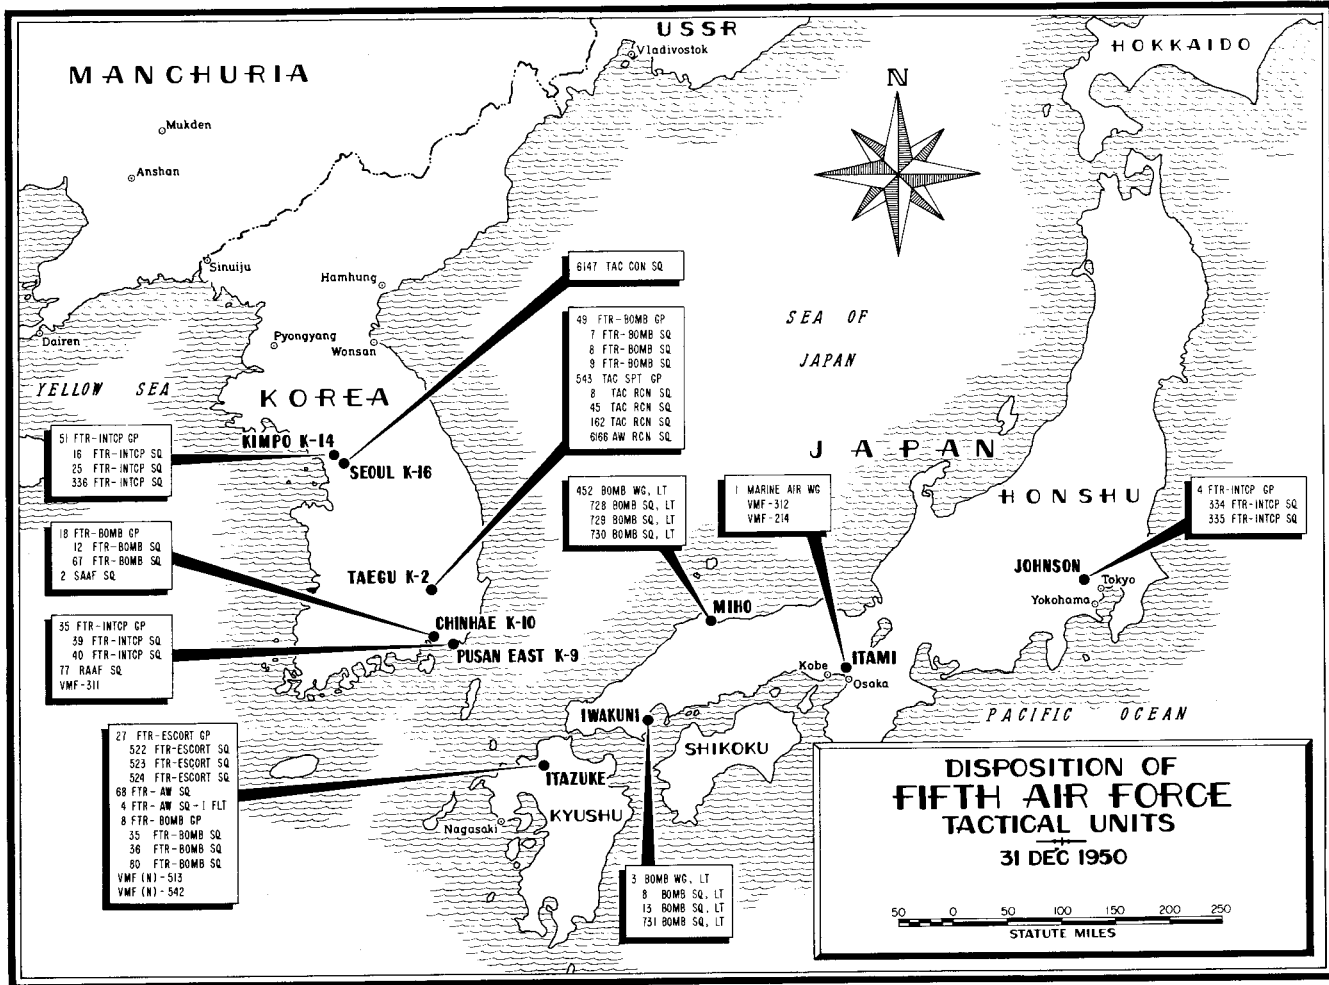 USSR
Vladivostok
HOKKAIDO
MANCHURIA
Mukden
Anshan
N
Sinuiju
Hamhung
6147 TAC CON SQ
Dairen
Pyongyang
Wonsan
49 FTR-BOMB GP
7 FTR-BOMB SQ
8 FTR-BOMB SQ
9 FTR-BOMB SQ
543 TAC SPT GP
8 TAC RCN SQ
45 TAC RCN SQ
162 TAC RCN SQ
6166 AW RCN SQ
SEA OF
JAPAN
YELLOW SEA
KOREA
51 FTR-INTCP GP
16 FTR-INTCP SQ
25 FTR-INTCP SQ
336 FTR-INTCP SQ
KIMPO K-14
SEOUL K-16
JAPAN
HONSHU
452 BOMB WG, LT
728 BOMB SQ, LT
729 BOMB SQ, LT
730 BOMB SQ, LT
1 MARINE AIR WG
VMF-312
VMF-214
4 FTR-INTCP GP
334 FTR-INTCP SQ
335 FTR-INTCP SQ
18 FTR-BOMB GP
12 FTR-BOMB SQ
67 FTR-BOMB SQ
2 SAAF SQ
TAEGU K-2
JOHNSON
Tokyo
Yokohama
MIHO
35 FTR-INTCP GP
39 FTR-INTCP SQ
40 FTR-INTCP SQ
77 RAAF SQ
VMF-311
CHINHAE K-10
PUSAN EAST K-9
ITAMI
Kobe
Osaka
IWAKUNI
SHIKOKU
PACIFIC OCEAN
27 FTR-ESCORT GP
522 FTR-ESCORT SQ
523 FTR-ESCORT SQ
524 FTR-ESCORT SQ
68 FTR-AW SQ
4 FTR-AW SQ-1 FLT
8 FTR-BOMB GP
35 FTR-BOMB SQ
36 FTR-BOMB SQ
80 FTR-BOMB SQ
VMF (N)-513
VMF (N)-542
ITAZUKE
KYUSHU
Nagasaki
3 BOMB WG, LT
8 BOMB SQ, LT
13 BOMB SQ, LT
731 BOMB SQ, LT
DISPOSITION OF
FIFTH AIR FORCE
TACTICAL UNITS
31 DEC 1950
50 0 50 100 150 200 250
STATUTE MILES